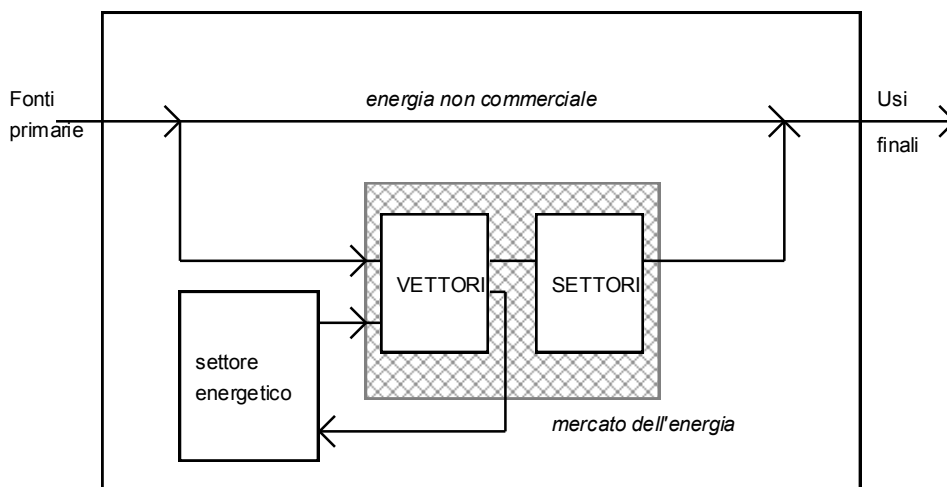 Fonti
primarie
energia non commerciale
Usi
finali
VETTORI
SETTORI
settore
energetico
mercato dell'energia